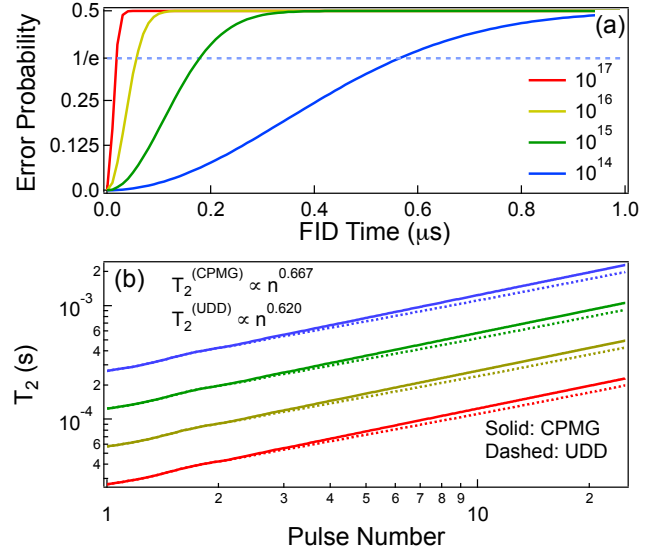 (a)
Error Probability
0.5
1/e
0.25
0.125
0.0
10^17
10^16
10^15
10^14
0.0 0.2 0.4 0.6 0.8 1.0
FID Time (μs)
(b)
T₂^(CPMG) ∝ n^0.667
T₂^(UDD) ∝ n^0.620
T₂ (s)
2
10^-3
6
4
2
10^-4
6
4
Solid: CPMG
Dashed: UDD
1 2 3 4 5 6 7 8 9 10 2
Pulse Number